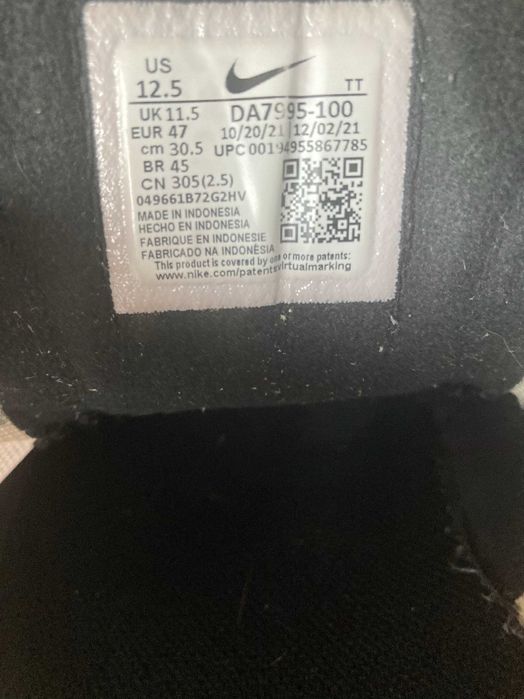 US
12.5
TT
UK 11.5 DA7995-100
EUR 47 10/20/21 12/02/21
cm 30.5 UPC 00194955867785
BR 45
CN 305(2.5)
049661B72G2HV
MADE IN INDONESIA
HECHO EN INDONESIA
FABRIQUE EN INDONESIE
FABRICADO NA INDONÉSIA
This product is covered by one or more patents:
www.nike.com/patentsvirtualmarking